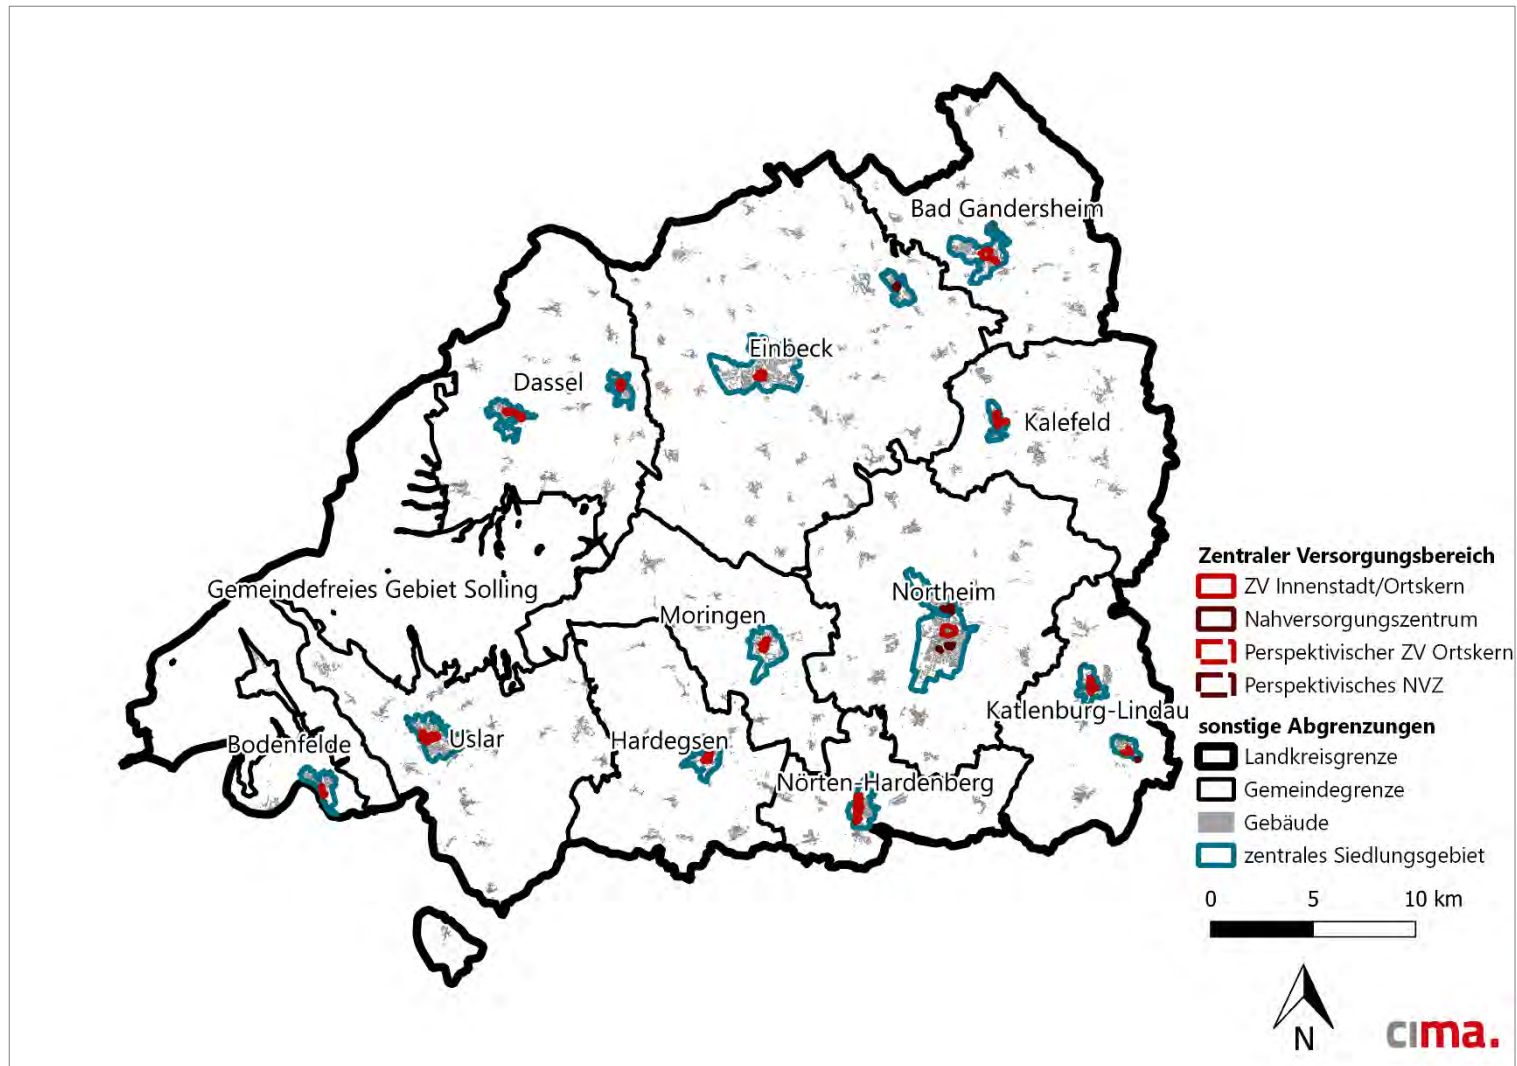 Bad Gandersheim
Einbeck
Dassel
Kalefeld
Gemeindefreies Gebiet Solling
Moringen
Northeim
Katlenburg-Lindau
Bodenfelde
Uslar
Hardegsen
Nörten-Hardenberg
Zentraler Versorgungsbereich
ZV Innenstadt/Ortskern
Nahversorgungszentrum
Perspektivischer ZV Ortskern
Perspektivisches NVZ
sonstige Abgrenzungen
Landkreisgrenze
Gemeindegrenze
Gebäude
zentrales Siedlungsgebiet
0 5 10 km
N
cima.